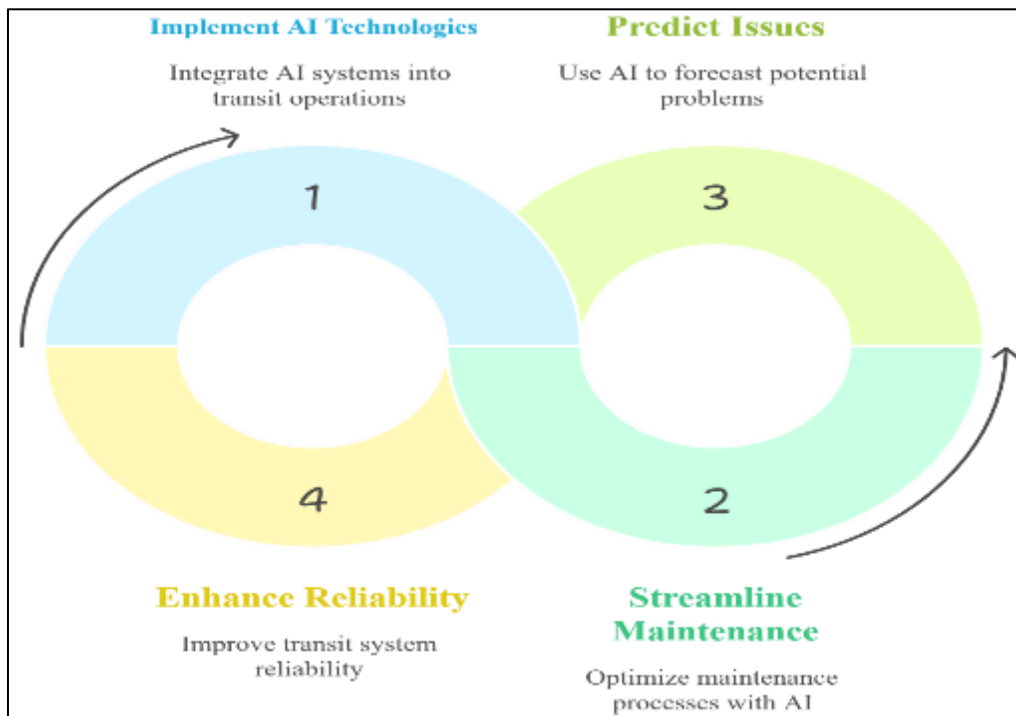 Implement AI Technologies
Integrate AI systems into
transit operations
Predict Issues
Use AI to forecast potential
problems
1
3
4
2
Enhance Reliability
Improve transit system
reliability
Streamline
Maintenance
Optimize maintenance
processes with AI